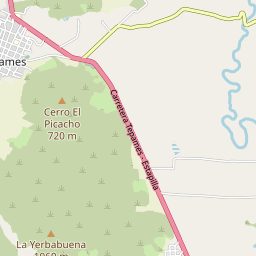 ames
Carretera Tepames - Estapilla
Cerro El
Picacho
720 m
La Yerbabuena
1060 m